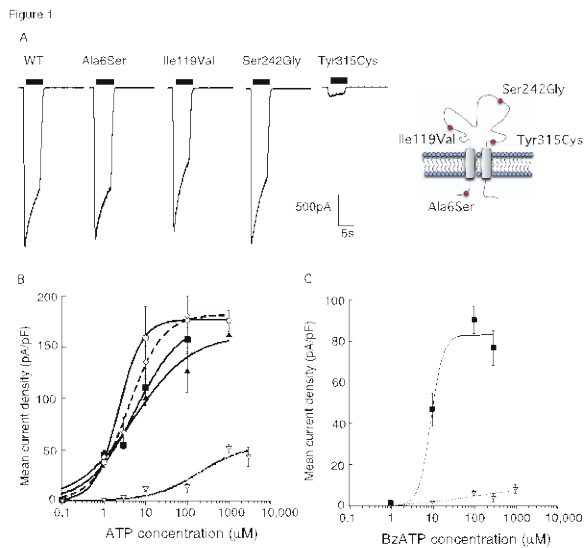 Figure 1
A
WT Ala6Ser Ile119Val Ser242Gly Tyr315Cys
Ser242Gly
Ile119Val Tyr315Cys
Ala6Ser
500pA
5s
B
Mean current density (pA/pF)
200
150
100
50
0
0.1 1 10 100 1000 10,000
ATP concentration (μM)
C
Mean current density (pA/pF)
100
80
60
40
20
0
0.1 1 10 100 1000 10,000
BzATP concentration (μM)